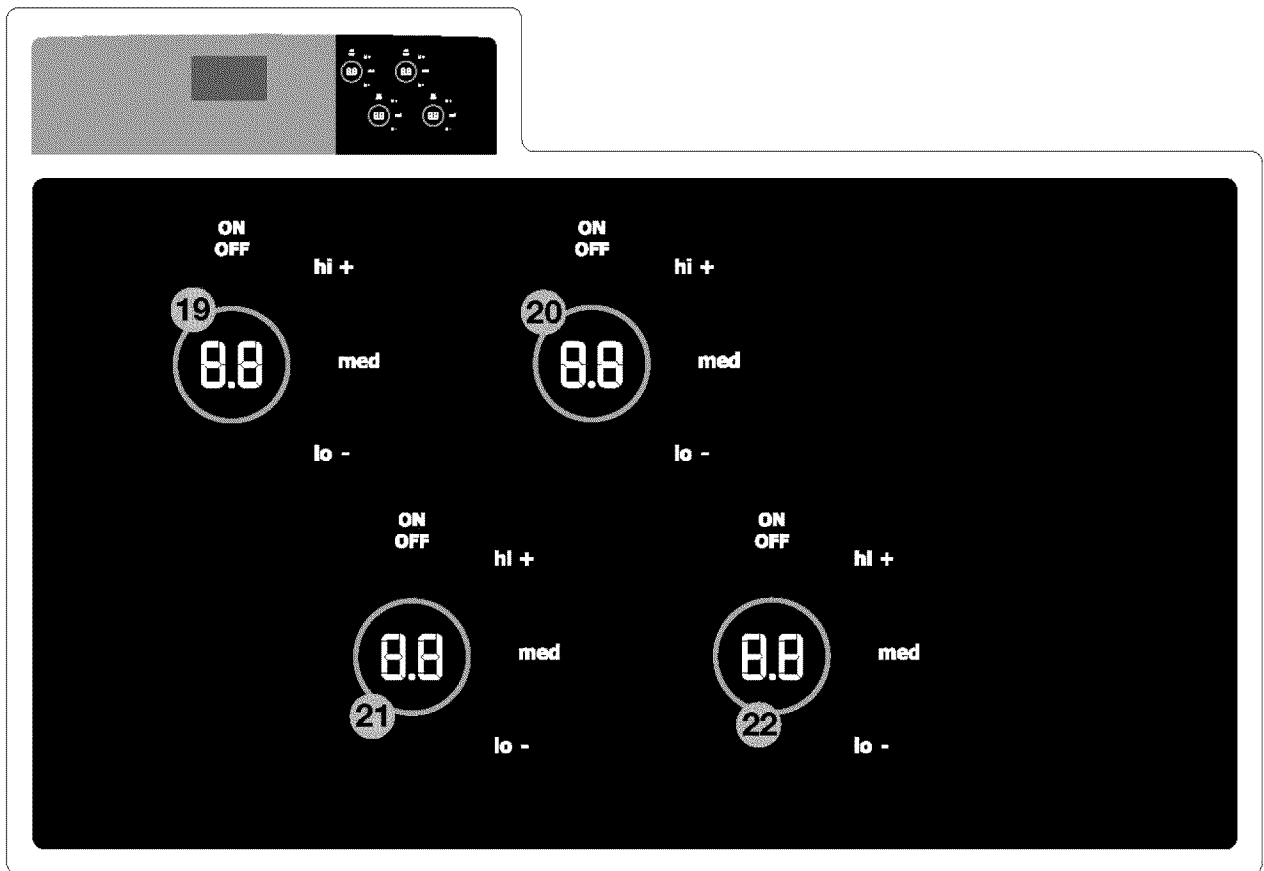 ON ON
OFF OFF
hi + hi +
19 20
8.8 med 8.8 med
lo - lo -
ON ON
OFF OFF
hi + hi +
8.8 med 8.8 med
21 22
lo - lo -